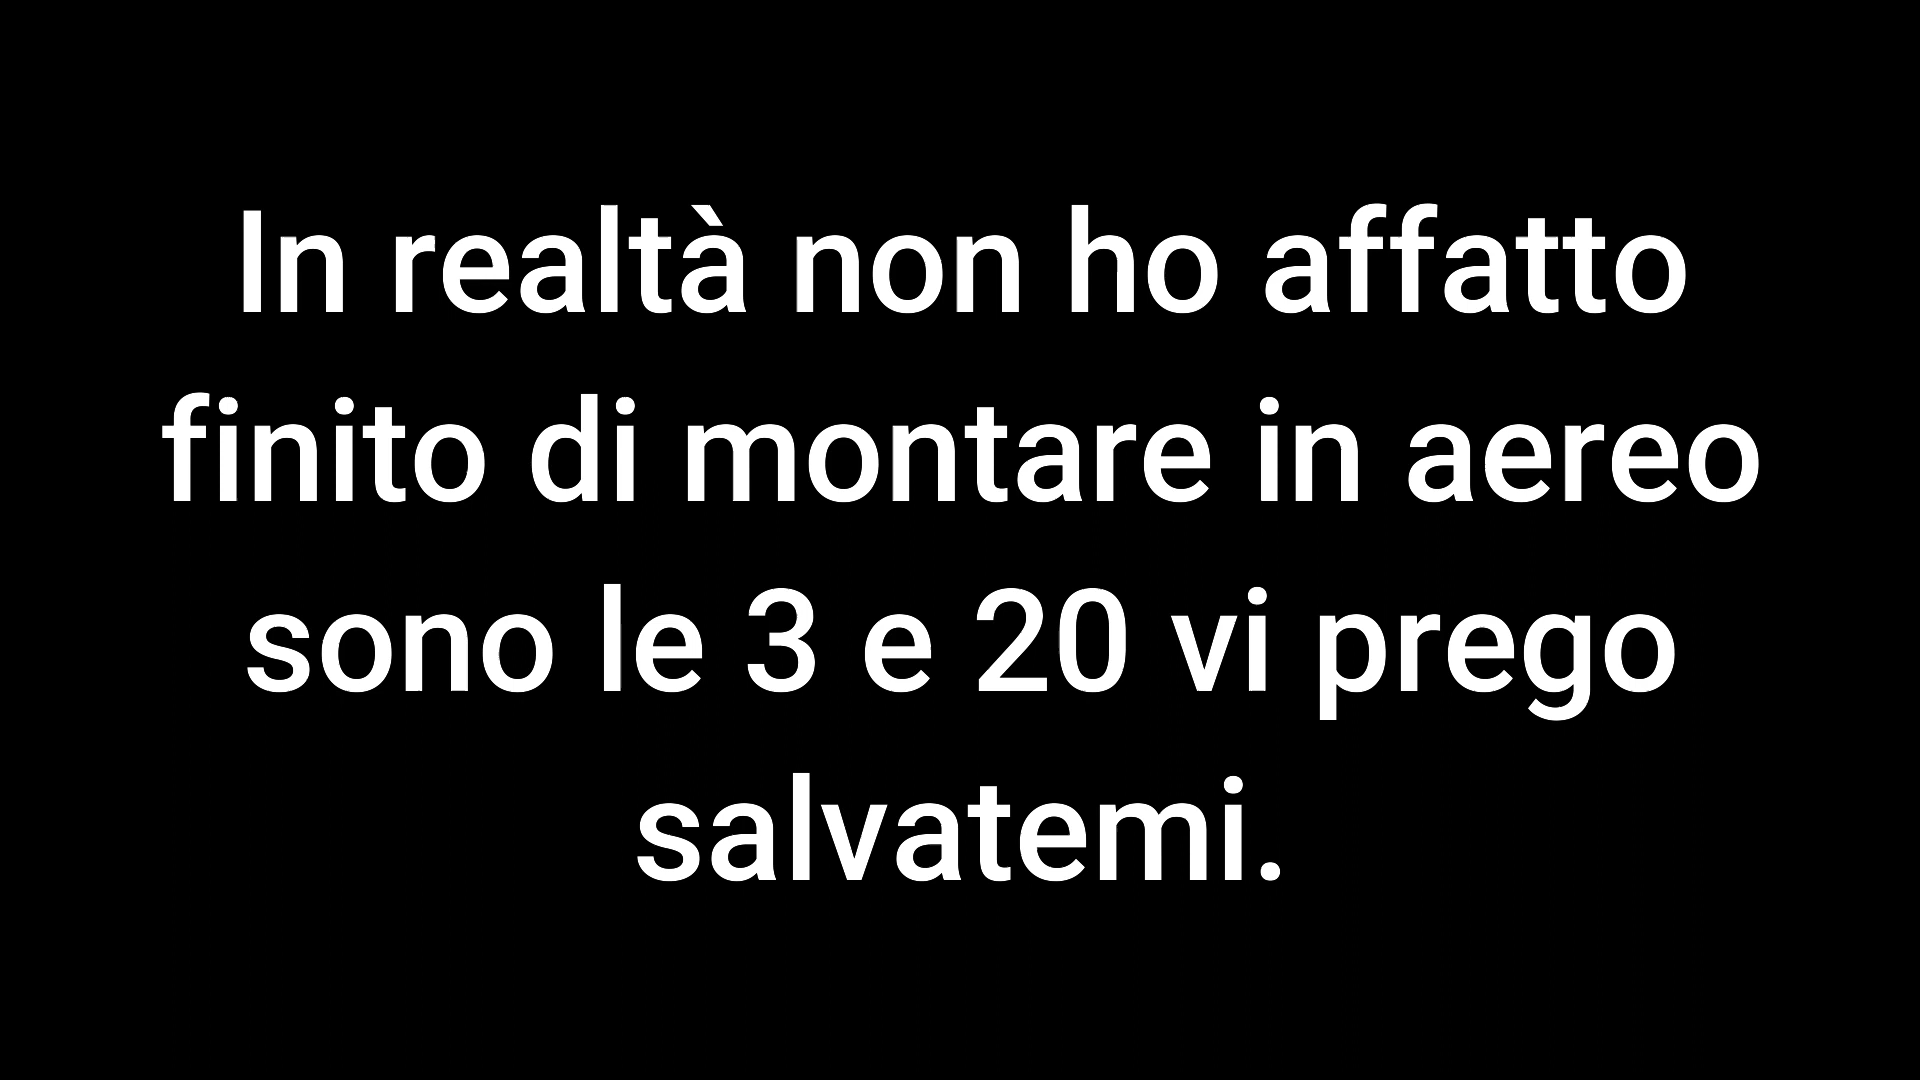 In realtà non ho affatto
finito di montare in aereo
sono le 3 e 20 vi prego
salvatemi.